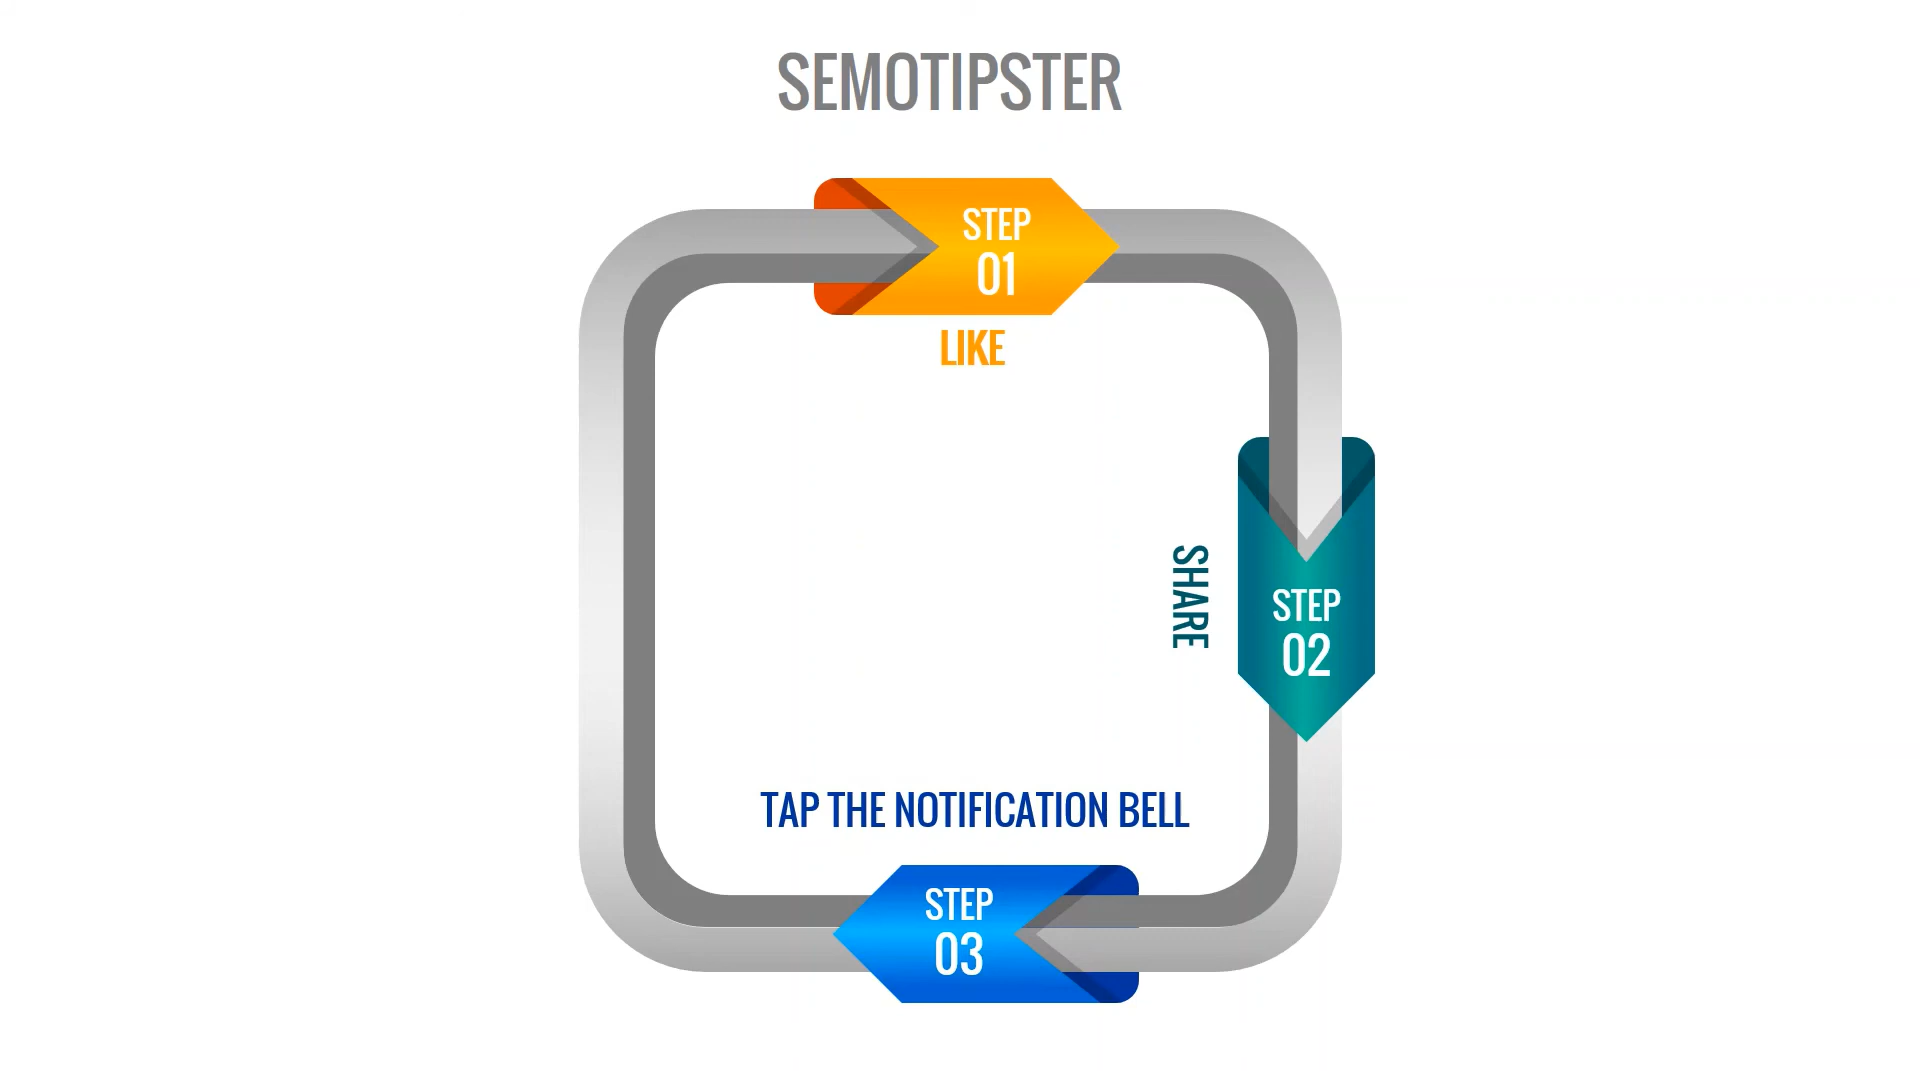 SEMOTIPSTER
STEP
01
LIKE
SHARE
STEP
02
TAP THE NOTIFICATION BELL
STEP
03